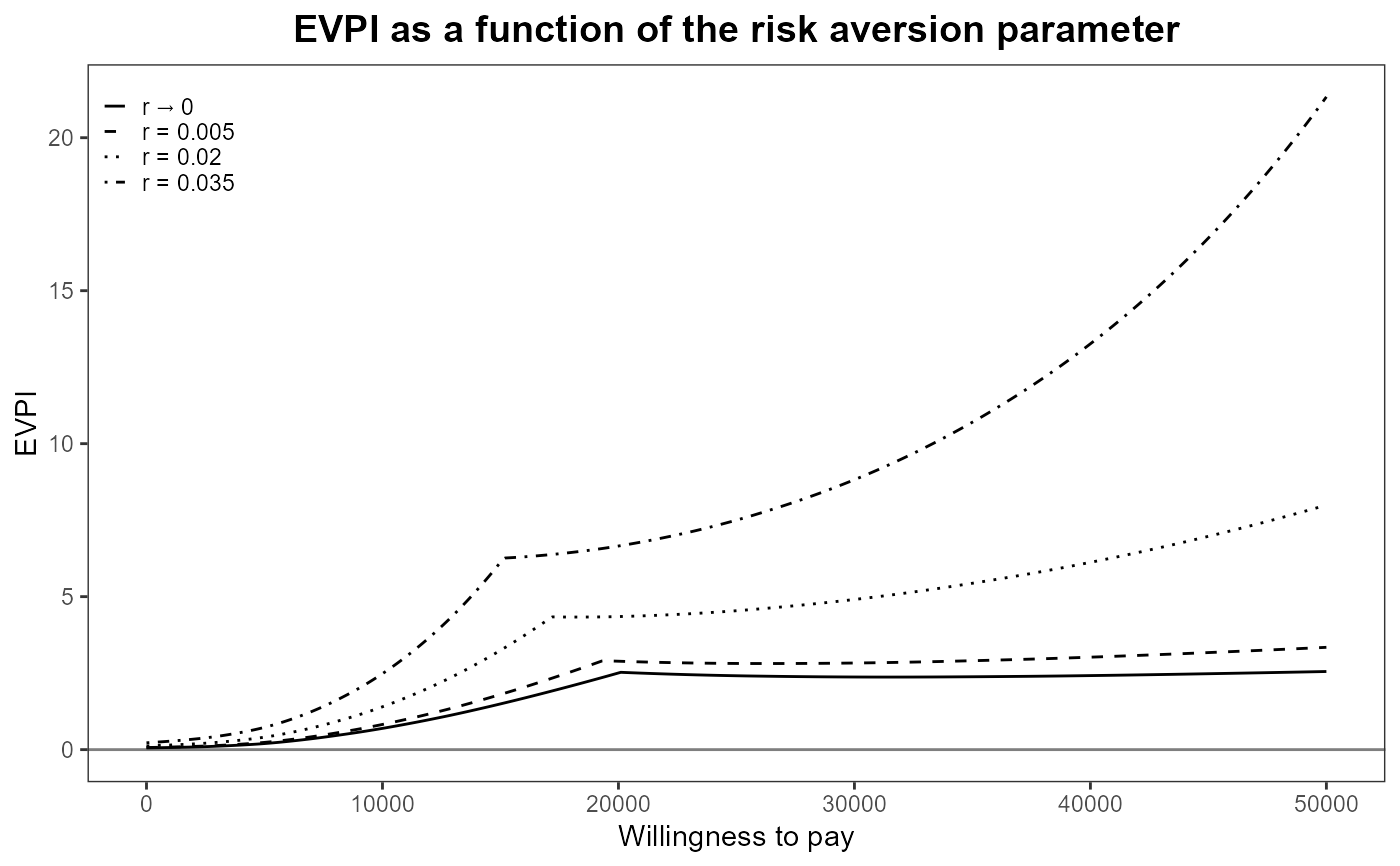 EVPI as a function of the risk aversion parameter
r → 0
r = 0.005
r = 0.02
r = 0.035
EVPI
20
15
10
5
0
0 10000 20000 30000 40000 50000
Willingness to pay